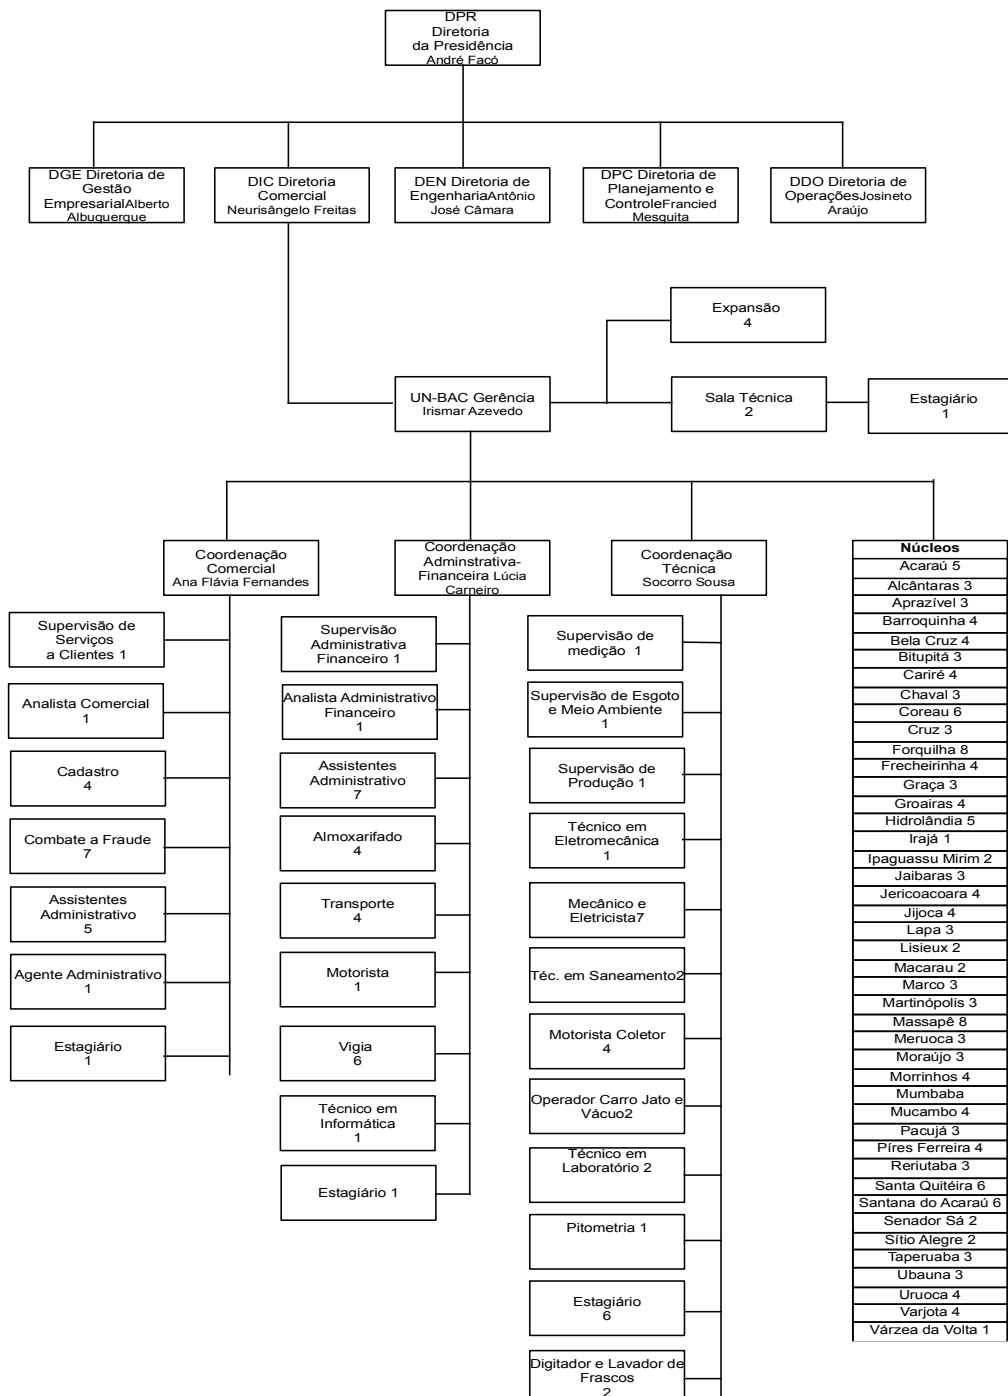 DPR
Diretoria
da Presidência
André Facó
DGE Diretoria de
Gestão
EmpresarialAlberto
Albuquerque
DIC Diretoria
Comercial
Neurisângelo Freitas
DEN Diretoria de
EngenhariaAntônio
José Câmara
DPC Diretoria de
Planejamento e
ControleFrancied
Mesquita
DDO Diretoria de
OperaçõesJosineto
Araújo
Expansão
4
UN-BAC Gerência
Irismar Azevedo
Sala Técnica
2
Estagiário
1
Coordenação
Comercial
Ana Flávia Fernandes
Coordenação
Adminstrativa-
Financeira Lúcia
Carneiro
Coordenação
Técnica
Socorro Sousa
Supervisão de
Serviços
a Clientes 1
Analista Comercial
1
Cadastro
4
Combate a Fraude
7
Assistentes
Administrativo
5
Agente Administrativo
1
Estagiário
1
Supervisão
Administrativa
Financeiro 1
Analista Administrativo
Financeiro
1
Assistentes
Administrativo
7
Almoxarifado
4
Transporte
4
Motorista
1
Vigia
6
Técnico em
Informática
1
Estagiário 1
Supervisão de
medição 1
Supervisão de Esgoto
e Meio Ambiente
1
Supervisão de
Produção 1
Técnico em
Eletromecânica
1
Mecânico e
Eletricista7
Téc. em Saneamento2
Motorista Coletor
4
Operador Carro Jato e
Vácuo2
Técnico em
Laboratório 2
Pitometria 1
Estagiário
6
Digitador e Lavador de
Frascos
2
Núcleos
Acaraú 5
Alcântaras 3
Aprazível 3
Barroquinha 4
Bela Cruz 4
Bitupitá 3
Cariré 4
Chaval 3
Coreau 6
Cruz 3
Forquilha 8
Frecheirinha 4
Graça 3
Groairas 4
Hidrolândia 5
Irajá 1
Ipaguassu Mirim 2
Jaibaras 3
Jericoacoara 4
Jijoca 4
Lapa 3
Lisieux 2
Macarau 2
Marco 3
Martinópolis 3
Massapê 8
Meruoca 3
Moraújo 3
Morrinhos 4
Mumbaba
Mucambo 4
Pacujá 3
Píres Ferreira 4
Reriutaba 3
Santa Quitéira 6
Santana do Acaraú 6
Senador Sá 2
Sítio Alegre 2
Taperuaba 3
Ubauna 3
Uruoca 4
Varjota 4
Várzea da Volta 1